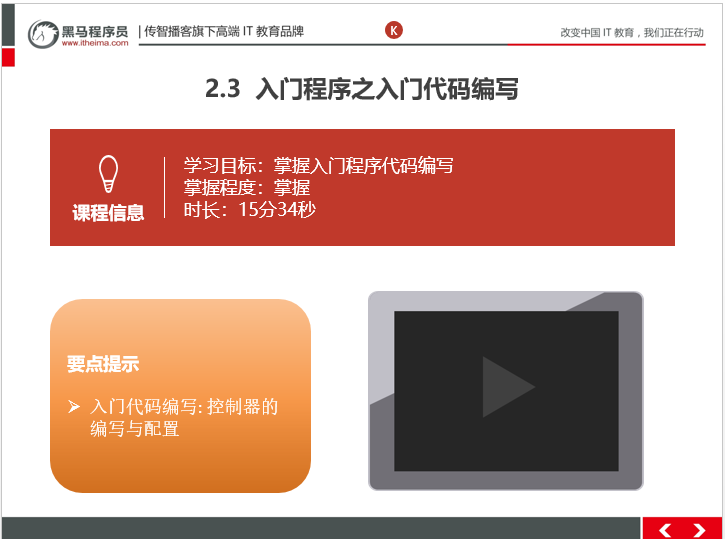 黑马程序员
www.itheima.com
传智播客旗下高端 IT 教育品牌
K
改变中国 IT 教育，我们正在行动
2.3 入门程序之入门代码编写
课程信息
学习目标：掌握入门程序代码编写
掌握程度：掌握
时长：15分34秒
要点提示
入门代码编写: 控制器的
编写与配置